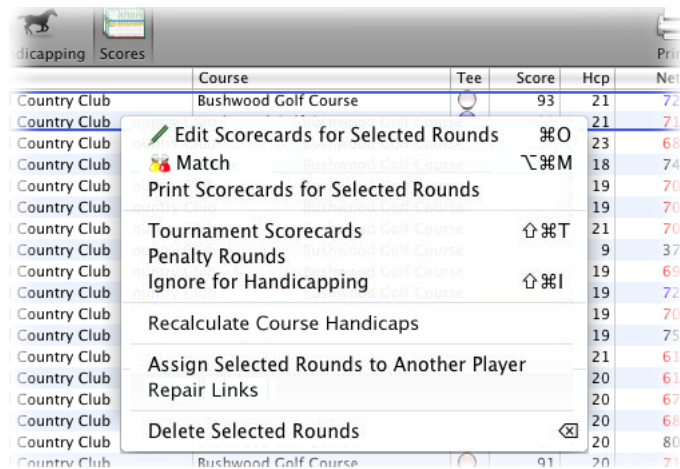 ndicapping Scores Prin
Course Tee Score Hcp Net
Country Club Bushwood Golf Course 93 21 72
Country Club 21 71
Country Club 23 68
Country Club 18 74
Country Club 19 70
Country Club 19 70
Country Club 21 70
Country Club 9 37
Country Club 19 69
Country Club 19 72
Country Club 19 70
Country Club 19 75
Country Club 21 61
Country Club 20 61
Country Club 20 67
Country Club 20 68
Country Club 20 80
Country Club Bushwood Golf Course 91 20 71
Edit Scorecards for Selected Rounds ⌘O
Match ⌥⌘M
Print Scorecards for Selected Rounds
Tournament Scorecards ⇧⌘T
Penalty Rounds
Ignore for Handicapping ⇧⌘I
Recalculate Course Handicaps
Assign Selected Rounds to Another Player
Repair Links
Delete Selected Rounds ⌫